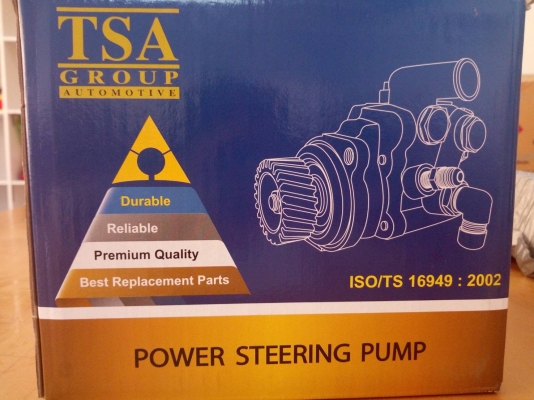 TSA
GROUP
AUTOMOTIVE
Durable
Reliable
Premium Quality
Best Replacement Parts
ISO/TS 16949 : 2002
POWER STEERING PUMP